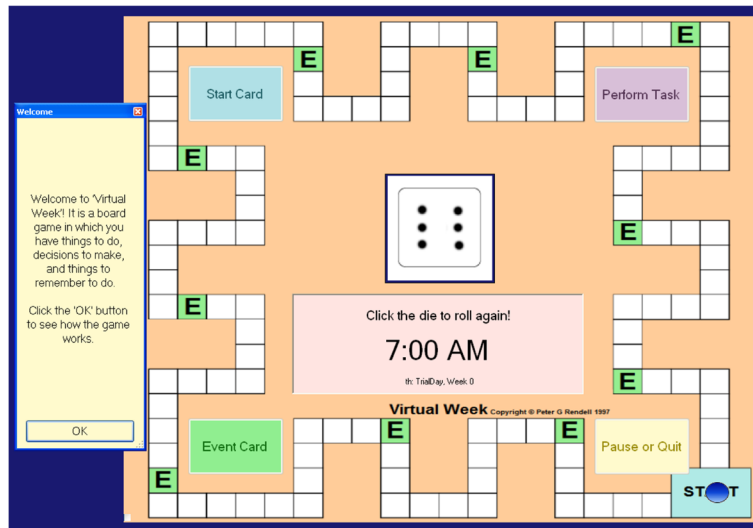 E
E
E
Start Card
Perform Task
Welcome
E
Welcome to 'Virtual
Week'! It is a board
game in which you
have things to do,
decisions to make,
and things to
remember to do.
Click the 'OK' button
to see how the game
works.
OK
E
E
Click the die to roll again!
7:00 AM
th: TrialDay, Week 0
E
Virtual Week Copyright © Peter G Rendell 1997
E
E
Event Card
Pause or Quit
E